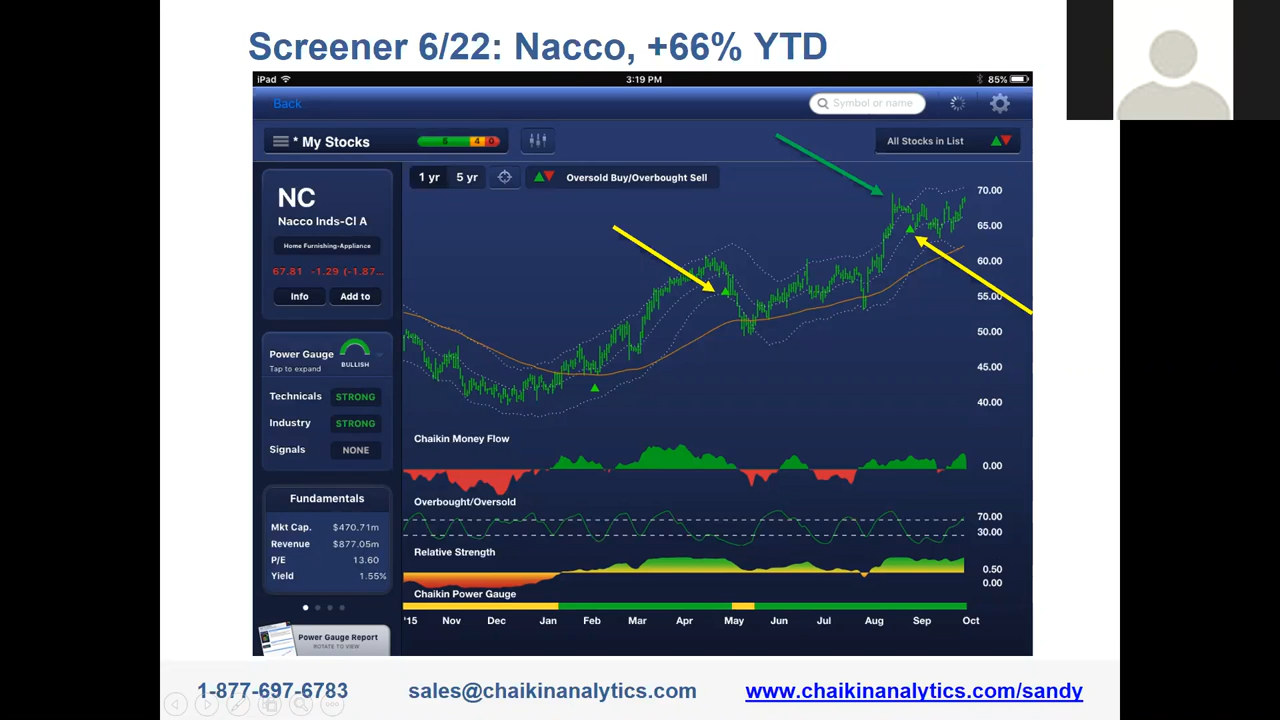 Screener 6/22: Nacco, +66% YTD
iPad
3:19 PM
85%
Back
Symbol or name
* My Stocks
5 4 0
All Stocks in List
NC
Nacco Inds-Cl A
Home Furnishing-Appliance
67.81 -1.29 (-1.87...
Info
Add to
1 yr
5 yr
Oversold Buy/Overbought Sell
70.00
65.00
60.00
55.00
50.00
45.00
40.00
Power Gauge
Tap to expand
BULLISH
Technicals STRONG
Industry STRONG
Signals NONE
Chaikin Money Flow
0.00
Overbought/Oversold
70.00
30.00
Relative Strength
0.50
0.00
Chaikin Power Gauge
'15 Nov Dec Jan Feb Mar Apr May Jun Jul Aug Sep Oct
Fundamentals
Mkt Cap. $470.71m
Revenue $877.05m
P/E 13.60
Yield 1.55%
Power Gauge Report
ROTATE TO VIEW
1-877-697-6783 sales@chaikinanalytics.com www.chaikinanalytics.com/sandy